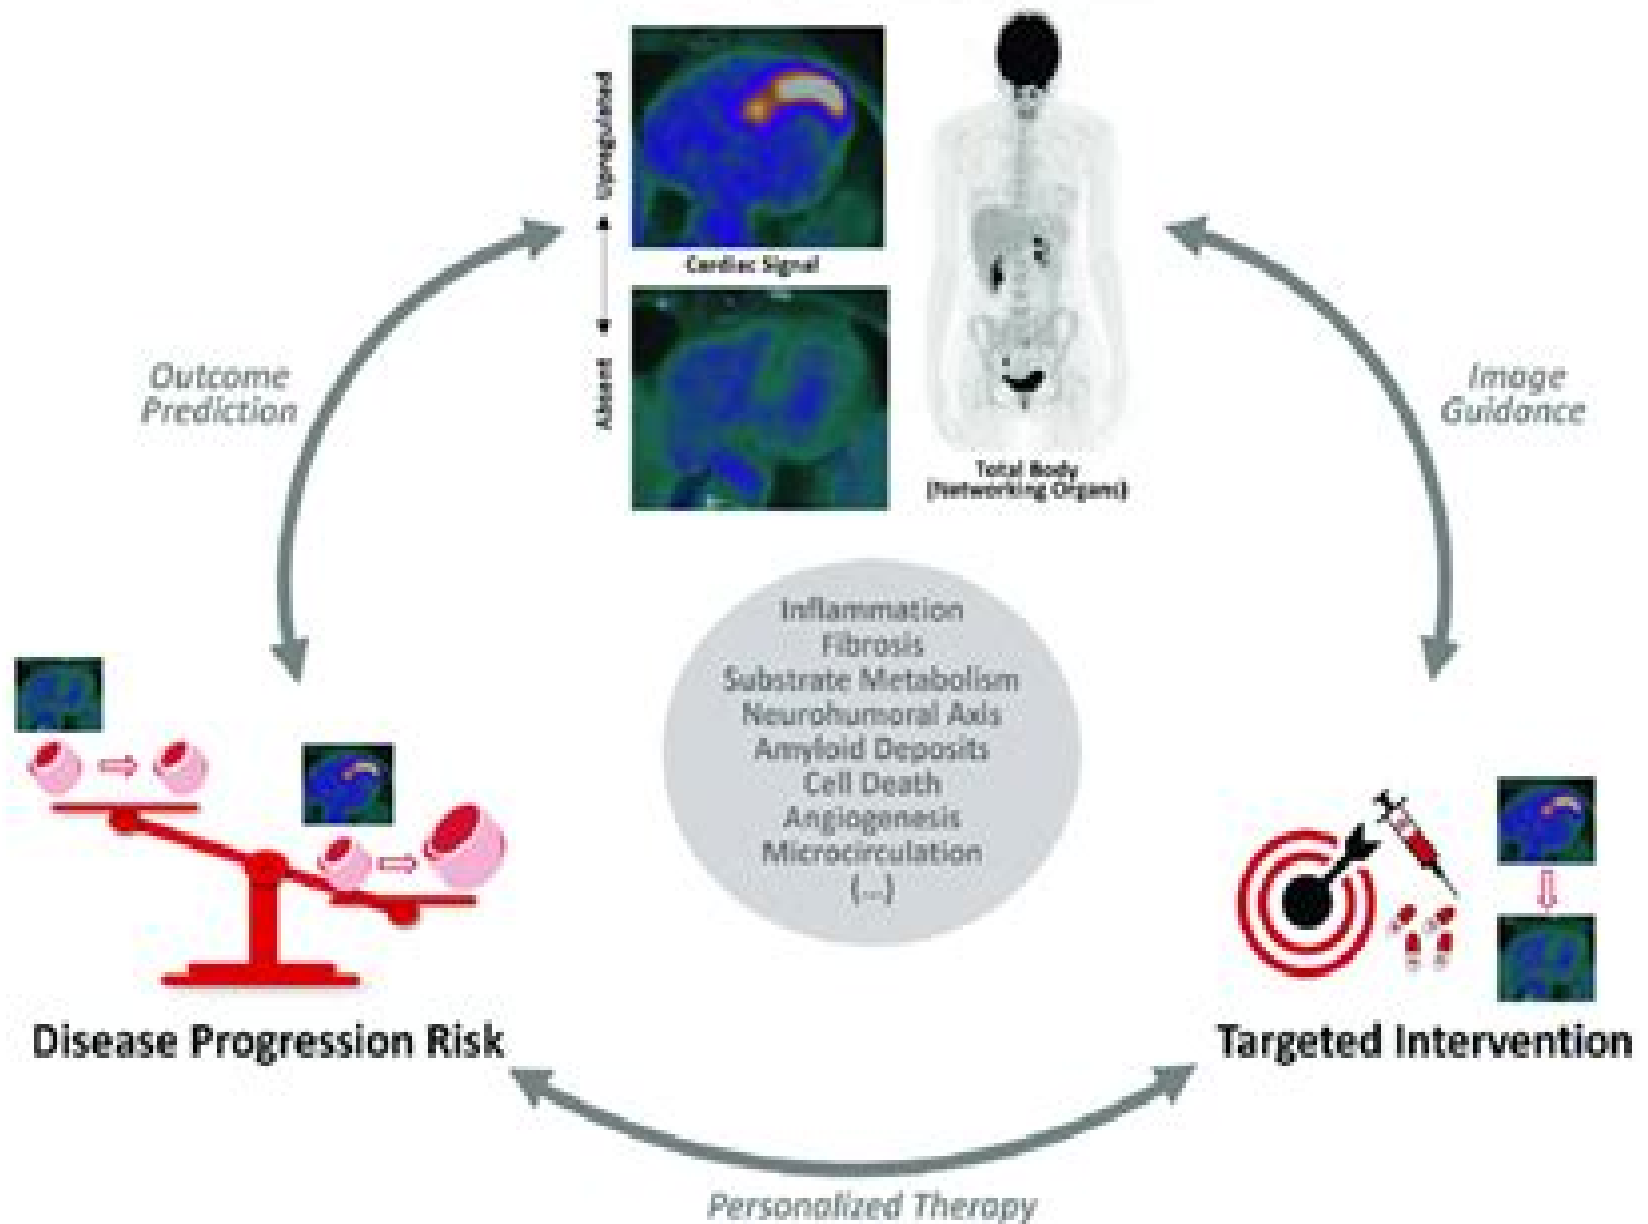 Upregulated
Cardiac Signal
Absent
Total Body
(Networking Organs)
Outcome
Prediction
Image
Guidance
Inflammation
Fibrosis
Substrate Metabolism
Neurohumoral Axis
Amyloid Deposits
Cell Death
Angiogenesis
Microcirculation
(...)
Disease Progression Risk
Targeted Intervention
Personalized Therapy